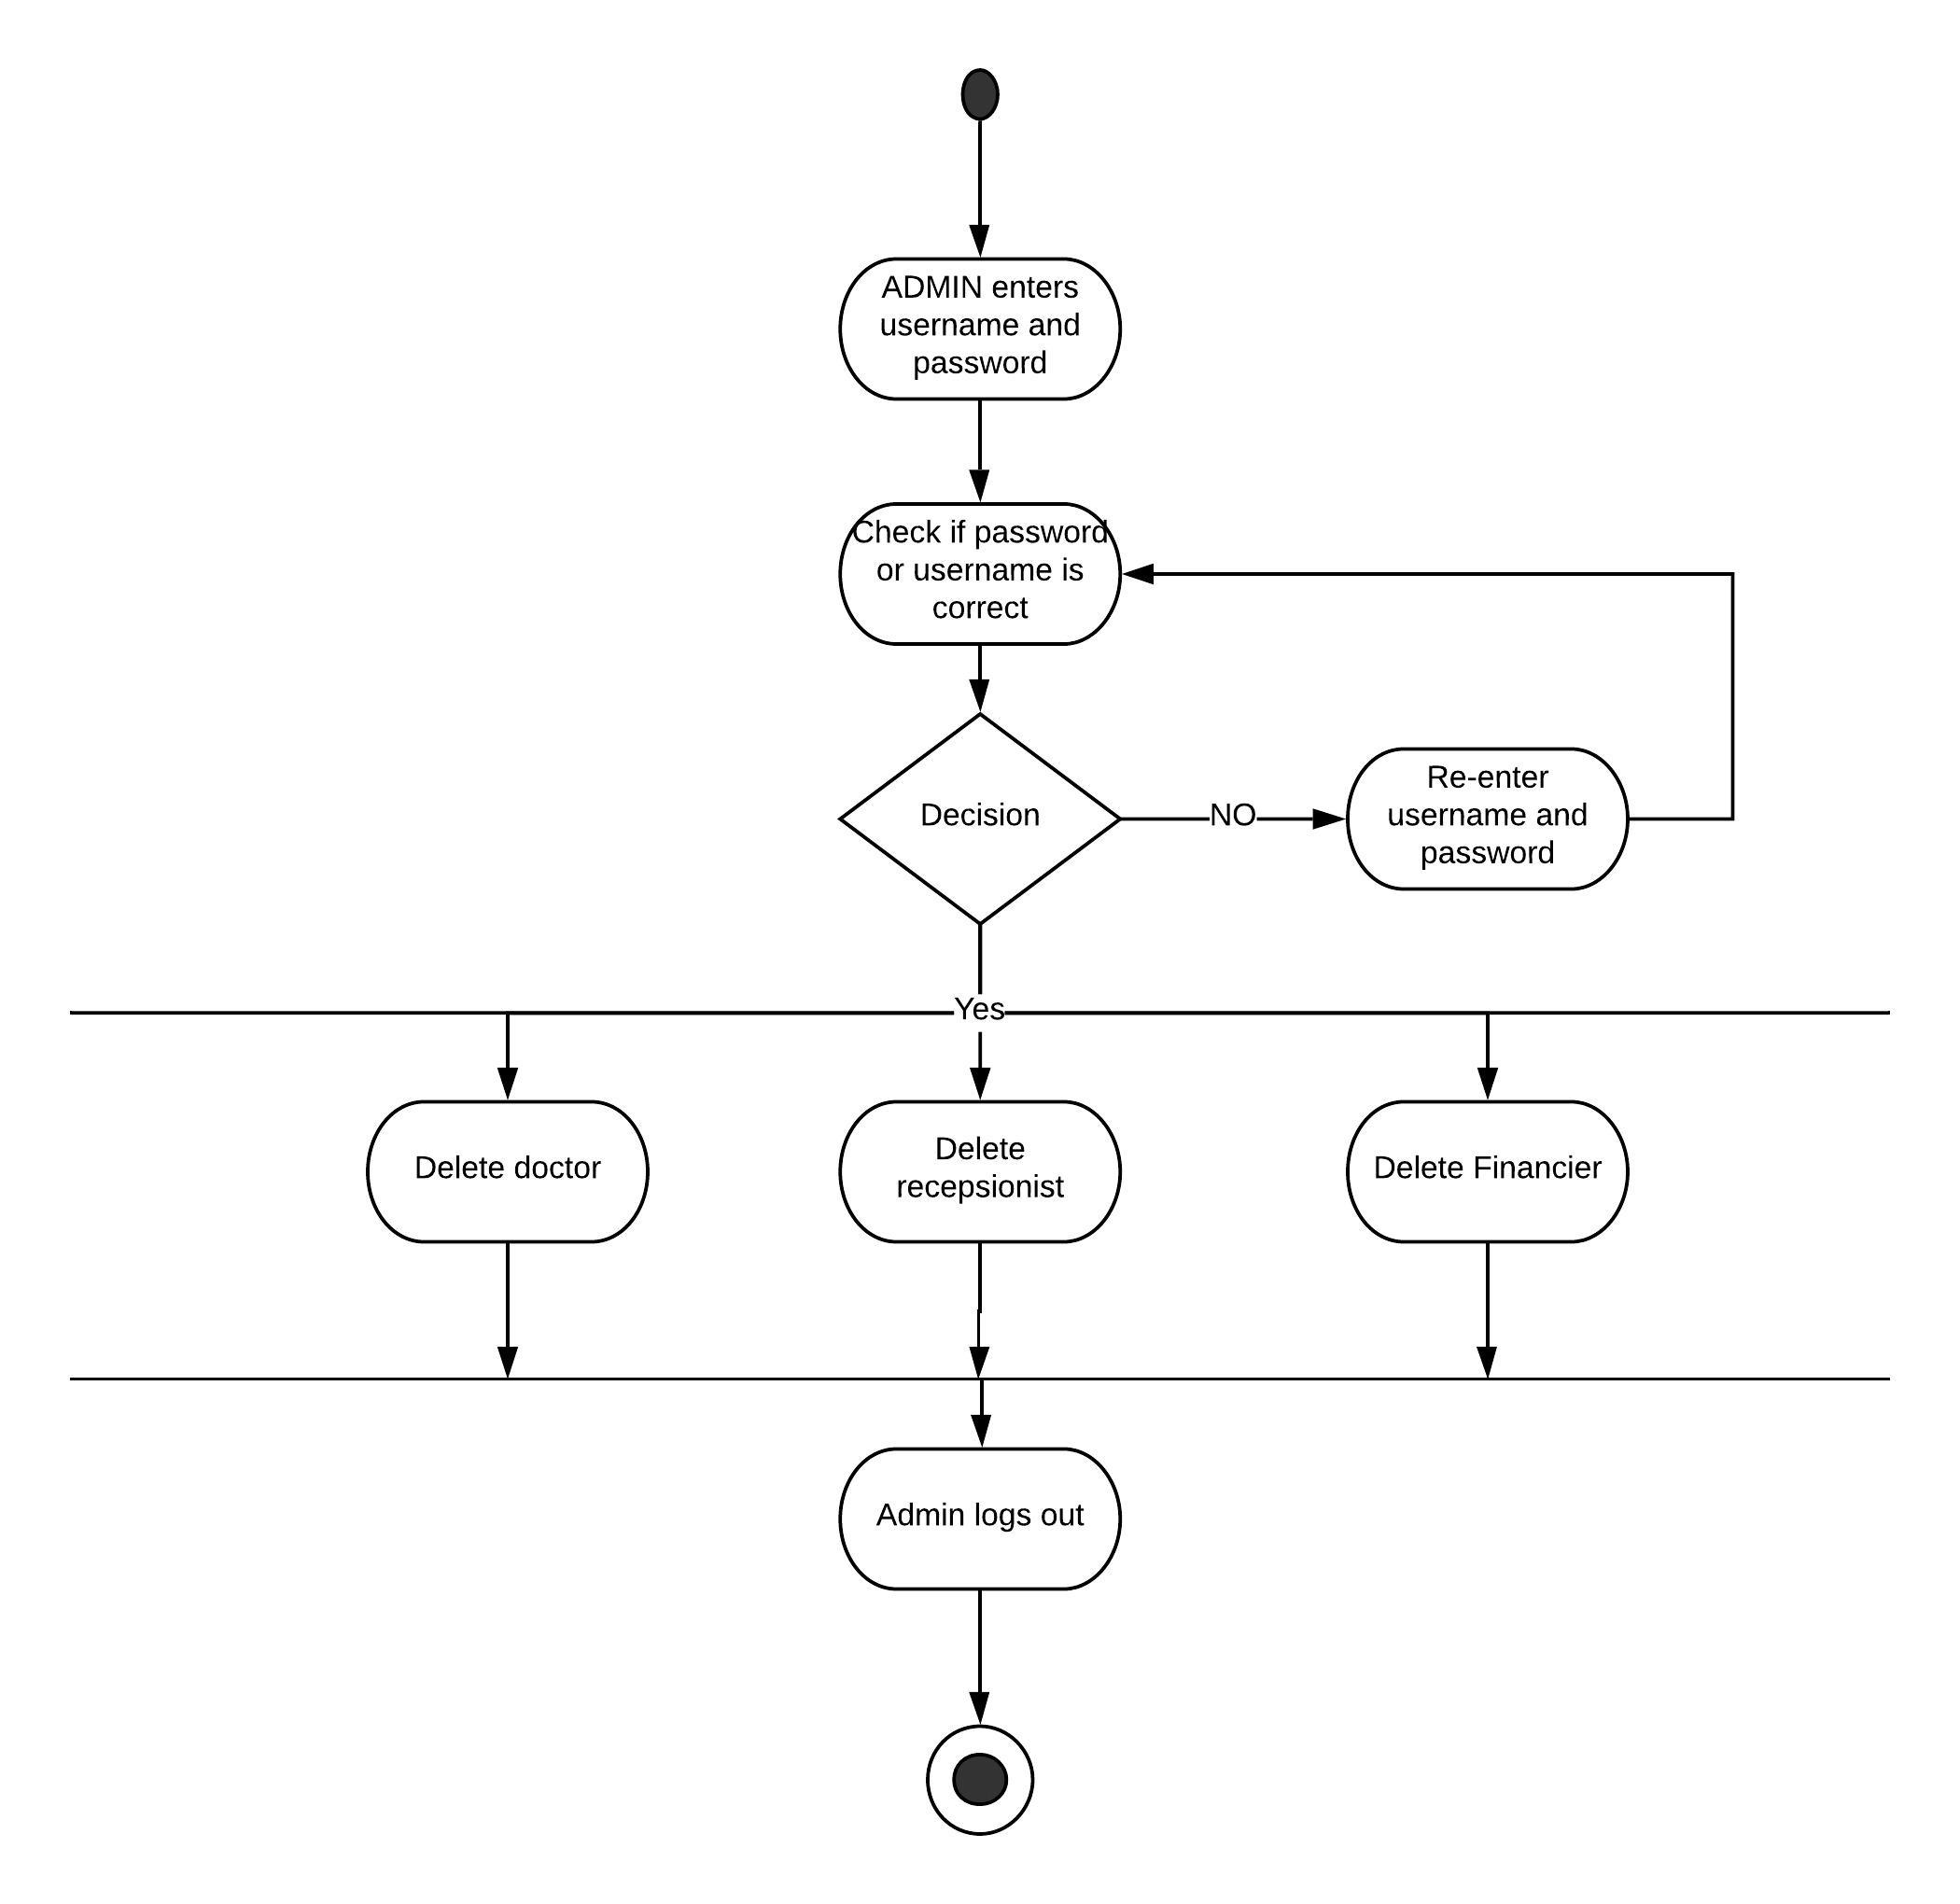 ADMIN enters
username and
password
Check if password
or username is
correct
Decision
NO
Re-enter
username and
password
Yes
Delete doctor
Delete
recepsionist
Delete Financier
Admin logs out